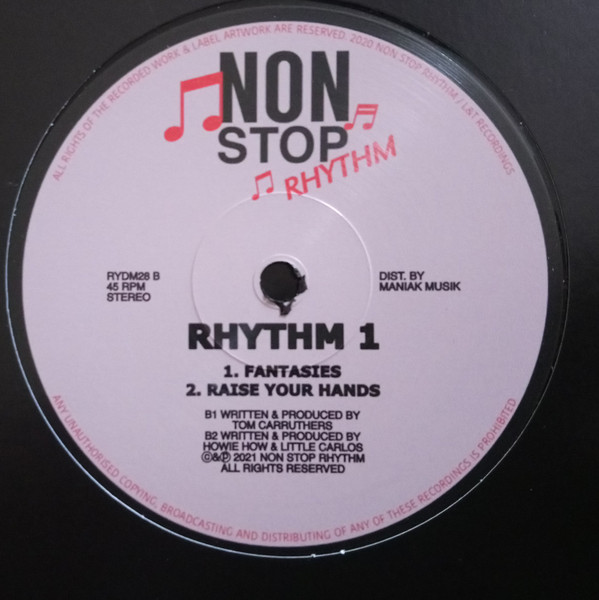 ALL RIGHTS OF THE RECORDED WORK & LABEL ARTWORK ARE RESERVED. 2020 NON STOP RHYTHM / L&T RECORDINGS
NON
STOP
RHYTHM
RYDM28 B
45 RPM
STEREO
DIST. BY
MANIAK MUSIK
RHYTHM 1
1. FANTASIES
2. RAISE YOUR HANDS
B1 WRITTEN & PRODUCED BY
TOM CARRUTHERS
B2 WRITTEN & PRODUCED BY
HOWIE HOW & LITTLE CARLOS
©&℗ 2021 NON STOP RHYTHM
ALL RIGHTS RESERVED
ANY UNAUTHORISED COPYING, BROADCASTING AND DISTRIBUTING OF ANY OF THESE RECORDINGS IS PROHIBITED